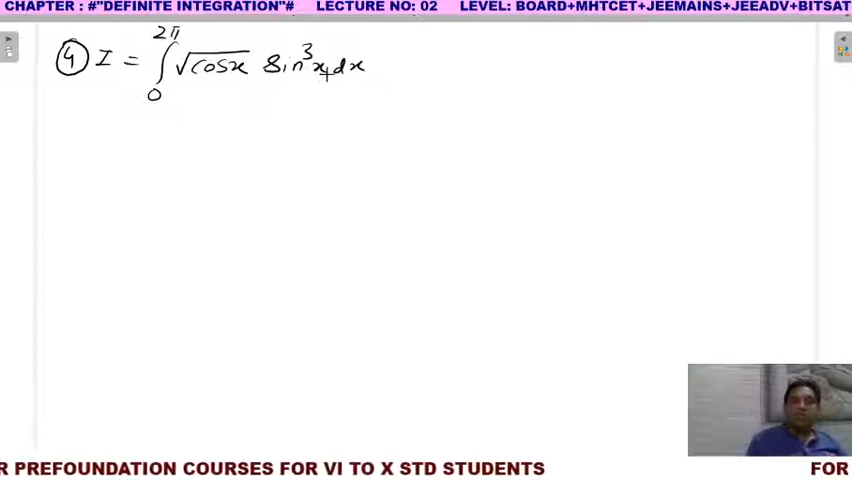 CHAPTER : #"DEFINITE INTEGRATION"# LECTURE NO: 02 LEVEL: BOARD+MHTCET+JEEMAINS+JEEADV+BITSAT
④ I = ∫₀^2π √cosx sin³x dx
R PREFOUNDATION COURSES FOR VI TO X STD STUDENTS FOR